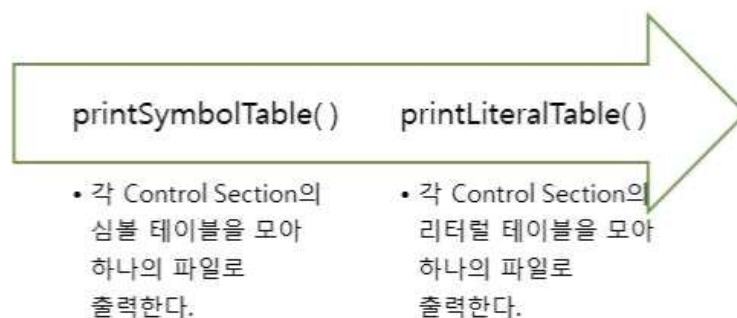 printSymbolTable( )
• 각 Control Section의
심볼 테이블을 모아
하나의 파일로
출력한다.
printLiteralTable( )
• 각 Control Section의
리터럴 테이블을 모아
하나의 파일로
출력한다.